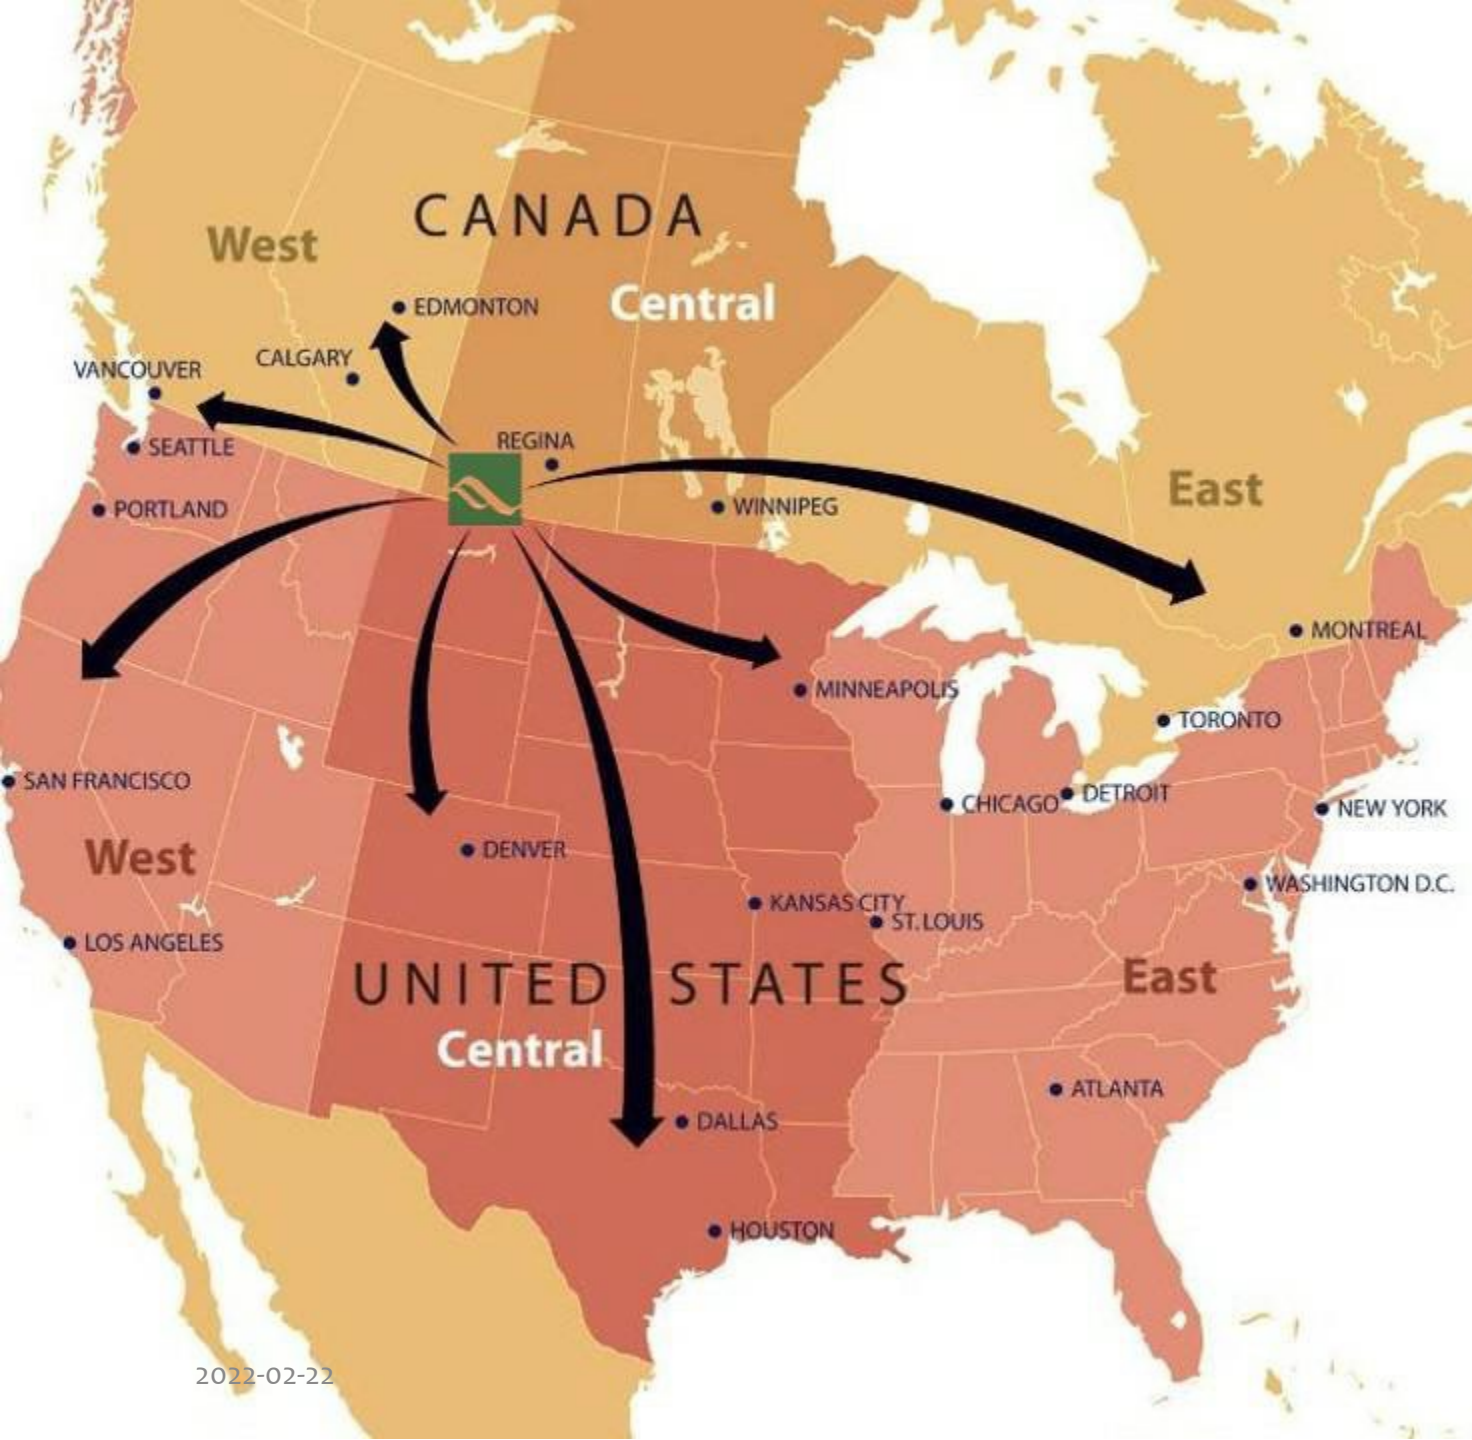 CANADA
West
Central
EDMONTON
CALGARY
VANCOUVER
REGINA
SEATTLE
East
PORTLAND
WINNIPEG
MONTREAL
MINNEAPOLIS
TORONTO
SAN FRANCISCO
CHICAGO
DETROIT
NEW YORK
West
DENVER
WASHINGTON D.C.
KANSAS CITY
ST. LOUIS
LOS ANGELES
UNITED STATES
East
Central
ATLANTA
DALLAS
HOUSTON
2022-02-22